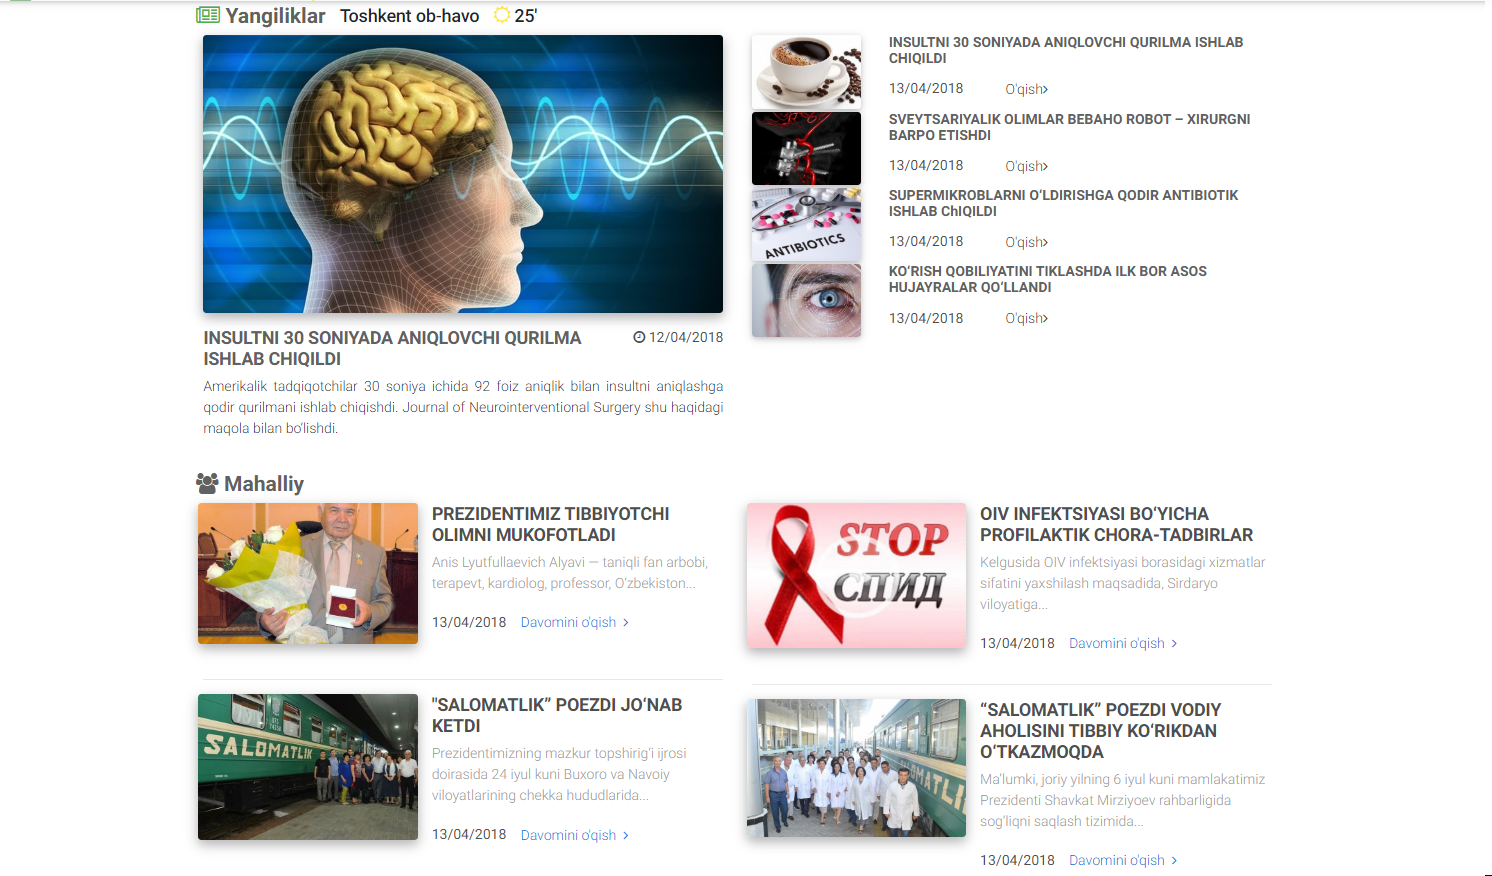 Yangiliklar Toshkent ob-havo 25'
INSULTNI 30 SONIYADA ANIQLOVCHI QURILMA
ISHLAB CHIQILDI
12/04/2018
Amerikalik tadqiqotchilar 30 soniya ichida 92 foiz aniqlik bilan insultni aniqlashga
qodir qurilmani ishlab chiqishdi. Journal of Neurointerventional Surgery shu haqidagi
maqola bilan bo‘lishdi.
INSULTNI 30 SONIYADA ANIQLOVCHI QURILMA ISHLAB
CHIQILDI
13/04/2018 O'qish
SVEYTSARIYALIK OLIMLAR BEBAHO ROBOT – XIRURGNI
BARPO ETISHDI
13/04/2018 O'qish
ANTIBIOTICS
SUPERMIKROBLARNI O‘LDIRISHGA QODIR ANTIBIOTIK
ISHLAB ChIQILDI
13/04/2018 O'qish
KO‘RISH QOBILIYATINI TIKLASHDA ILK BOR ASOS
HUJAYRALAR QO‘LLANDI
13/04/2018 O'qish
Mahalliy
PREZIDENTIMIZ TIBBIYOTCHI
OLIMNI MUKOFOTLADI
Anis Lyutfullaevich Alyavi — taniqli fan arbobi,
terapevt, kardiolog, professor, O‘zbekiston...
13/04/2018 Davomini o'qish
STOP
СПИД
OIV INFEKTSIYASI BO‘YICHA
PROFILAKTIK CHORA-TADBIRLAR
Kelgusida OIV infektsiyasi borasidagi xizmatlar
sifatini yaxshilash maqsadida, Sirdaryo
viloyatiga...
13/04/2018 Davomini o'qish
SALOMATLIK
"SALOMATLIK” POEZDI JO‘NAB
KETDI
Prezidentimizning mazkur topshirig‘i ijrosi
doirasida 24 iyul kuni Buxoro va Navoiy
viloyatlarining chekka hududlarida...
13/04/2018 Davomini o'qish
SALOMATLI
“SALOMATLIK” POEZDI VODIY
AHOLISINI TIBBIY KO‘RIKDAN
O‘TKAZMOQDA
Ma’lumki, joriy yilning 6 iyul kuni mamlakatimiz
Prezidenti Shavkat Mirziyoev rahbarligida
sog‘liqni saqlash tizimida...
13/04/2018 Davomini o'qish